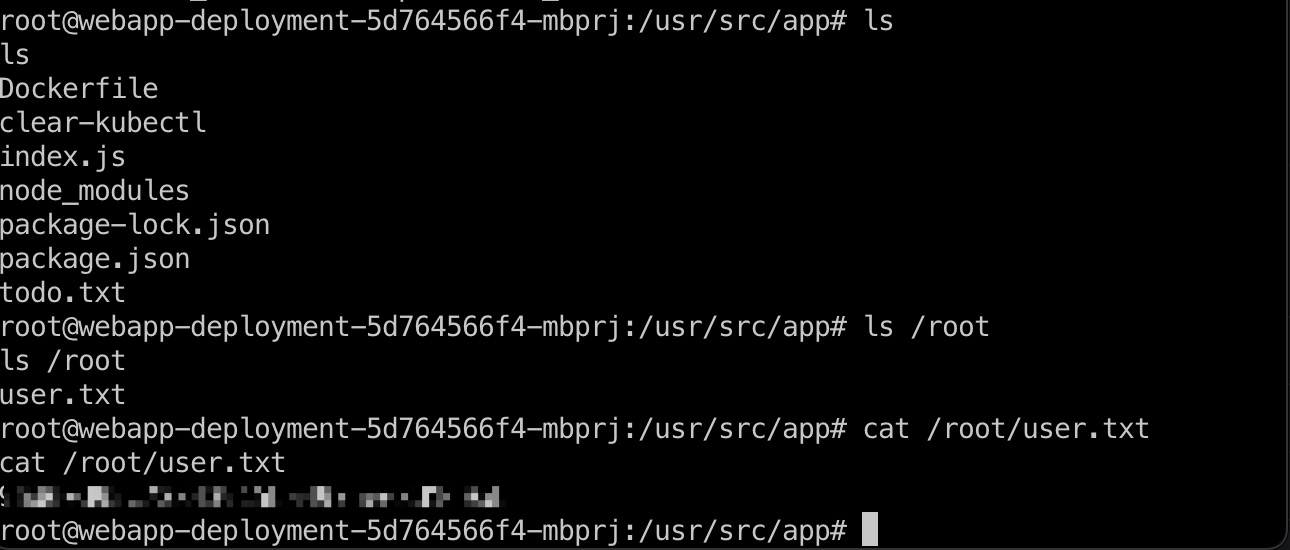 root@webapp-deployment-5d764566f4-mbprj:/usr/src/app# ls
ls
Dockerfile
clear-kubectl
index.js
node_modules
package-lock.json
package.json
todo.txt
root@webapp-deployment-5d764566f4-mbprj:/usr/src/app# ls /root
ls /root
user.txt
root@webapp-deployment-5d764566f4-mbprj:/usr/src/app# cat /root/user.txt
cat /root/user.txt
root@webapp-deployment-5d764566f4-mbprj:/usr/src/app#